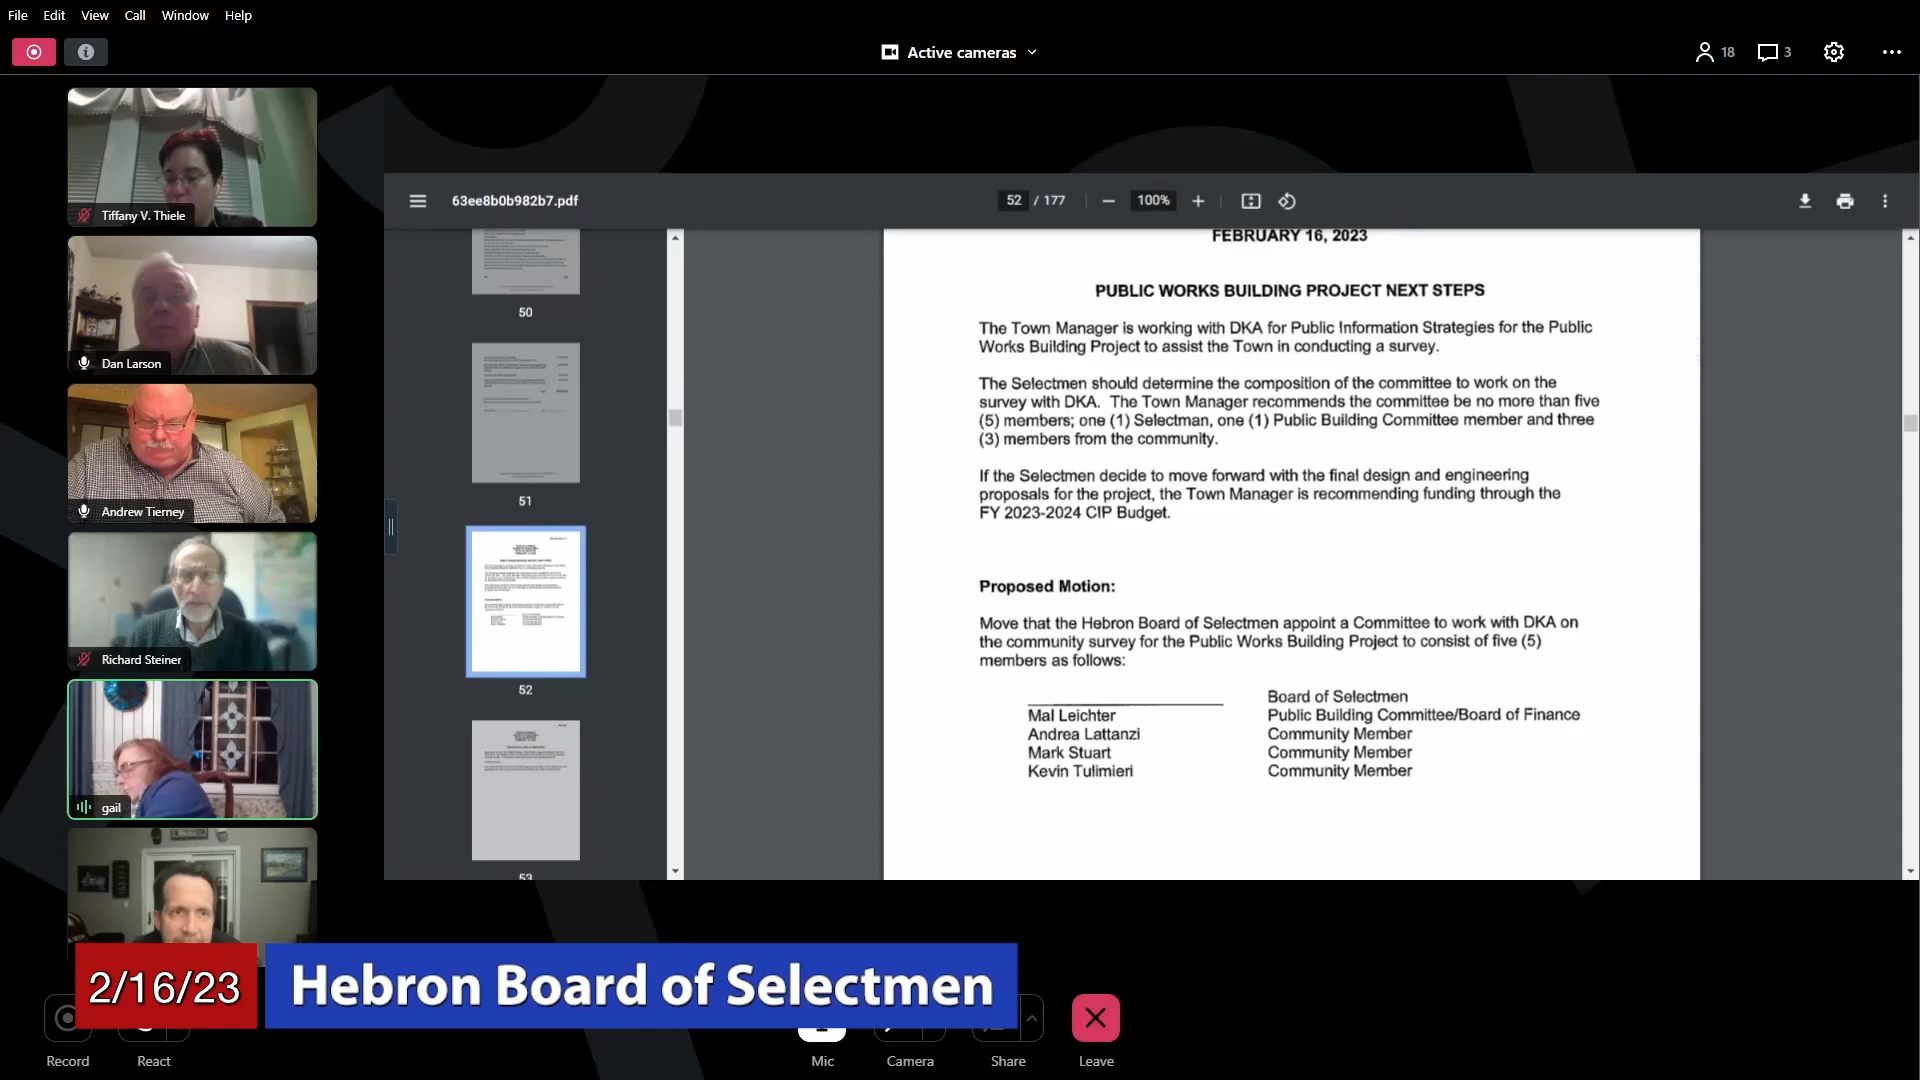 File Edit View Call Window Help
Active cameras
18
3
Tiffany V. Thiele
Dan Larson
Andrew Tierney
Richard Steiner
gail
63ee8b0b982b7.pdf
52 / 177
100%
50
51
52
53
FEBRUARY 16, 2023
PUBLIC WORKS BUILDING PROJECT NEXT STEPS
The Town Manager is working with DKA for Public Information Strategies for the Public
Works Building Project to assist the Town in conducting a survey.
The Selectmen should determine the composition of the committee to work on the
survey with DKA. The Town Manager recommends the committee be no more than five
(5) members; one (1) Selectman, one (1) Public Building Committee member and three
(3) members from the community.
If the Selectmen decide to move forward with the final design and engineering
proposals for the project, the Town Manager is recommending funding through the
FY 2023-2024 CIP Budget.
Proposed Motion:
Move that the Hebron Board of Selectmen appoint a Committee to work with DKA on
the community survey for the Public Works Building Project to consist of five (5)
members as follows:
Board of Selectmen
Mal Leichter Public Building Committee/Board of Finance
Andrea Lattanzi Community Member
Mark Stuart Community Member
Kevin Tulimieri Community Member
2/16/23
Hebron Board of Selectmen
Record
React
Mic
Camera
Share
Leave